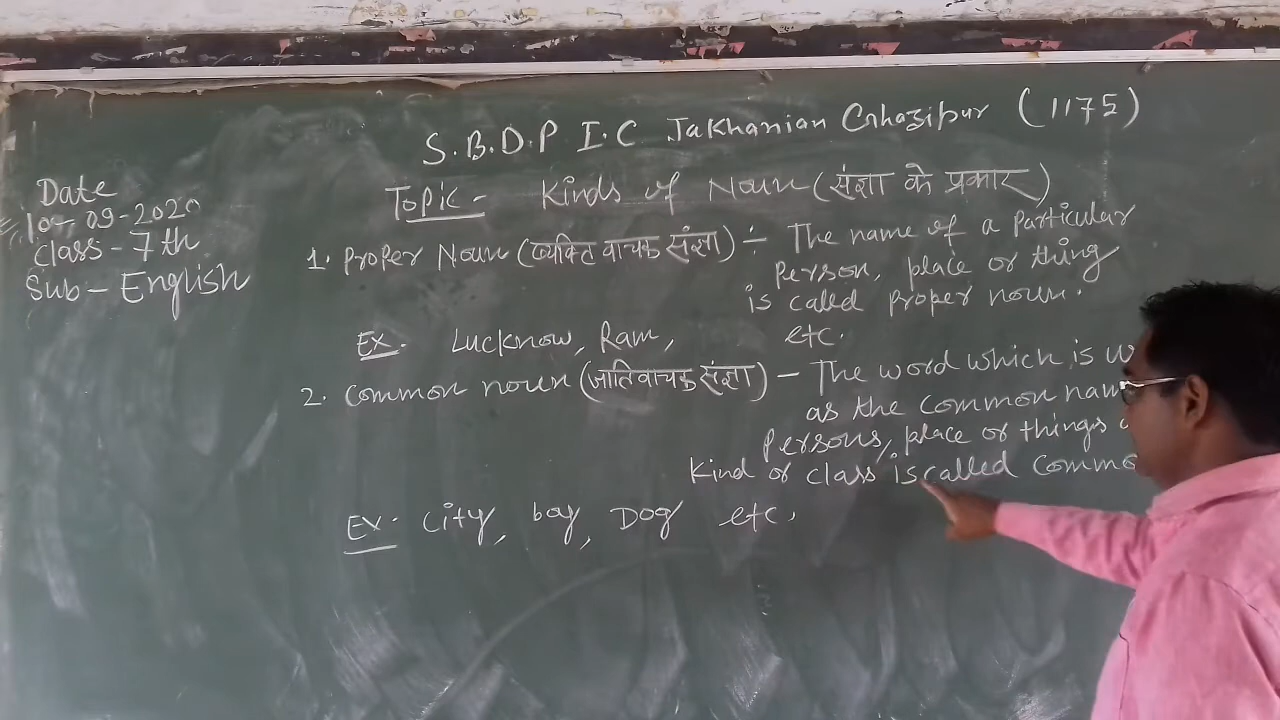 S.B.D.P I.C Jakhanian Ghazipur (1175)
Date
10-09-2020
Class - 7th
Sub - English
Topic - Kinds of Noun (संज्ञा के प्रकार)
1. Proper Noun (व्यक्ति वाचक संज्ञा) ÷ The name of a particular
person, place or thing
is called proper noun.
Ex. Lucknow, Ram, etc.
2. Common noun (जातिवाचक संज्ञा) - The word which is
as the common
persons, place or things
Kind or class is called
Ex. City, boy, Dog etc.